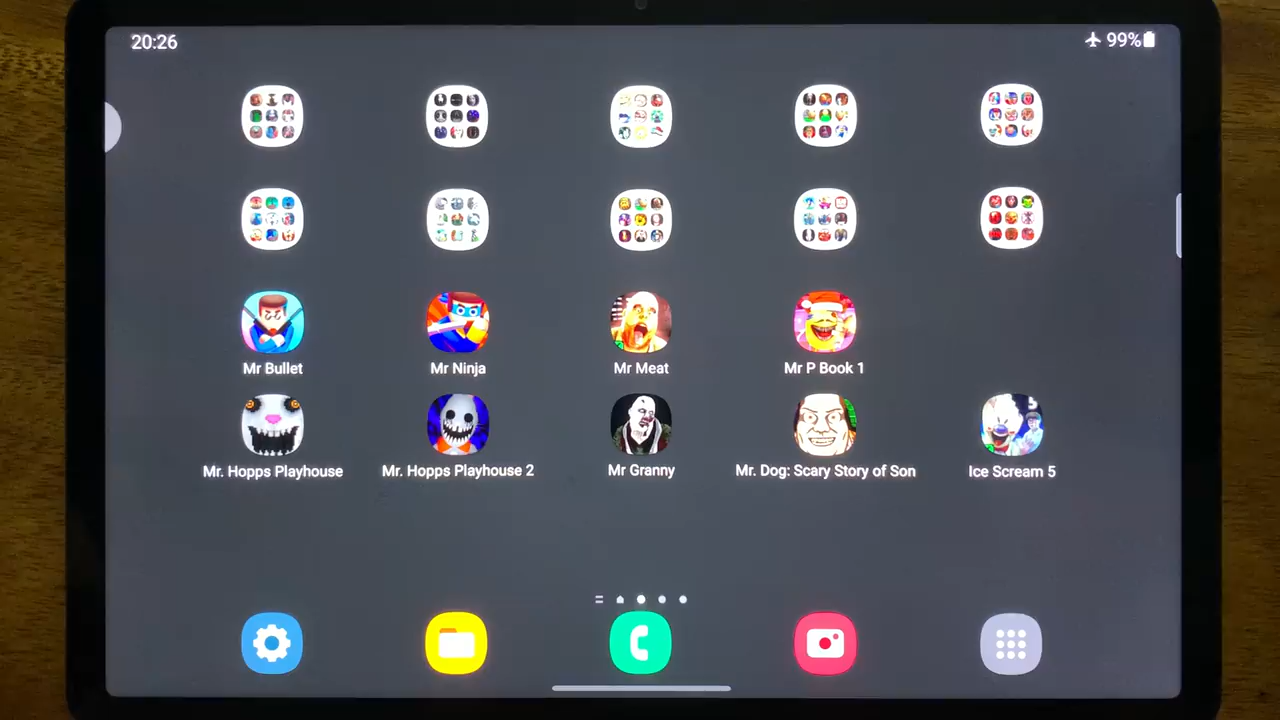 20:26
99%
Mr Bullet
Mr Ninja
Mr Meat
Mr P Book 1
Mr. Hopps Playhouse
Mr. Hopps Playhouse 2
Mr Granny
Mr. Dog: Scary Story of Son
5
Ice Scream 5